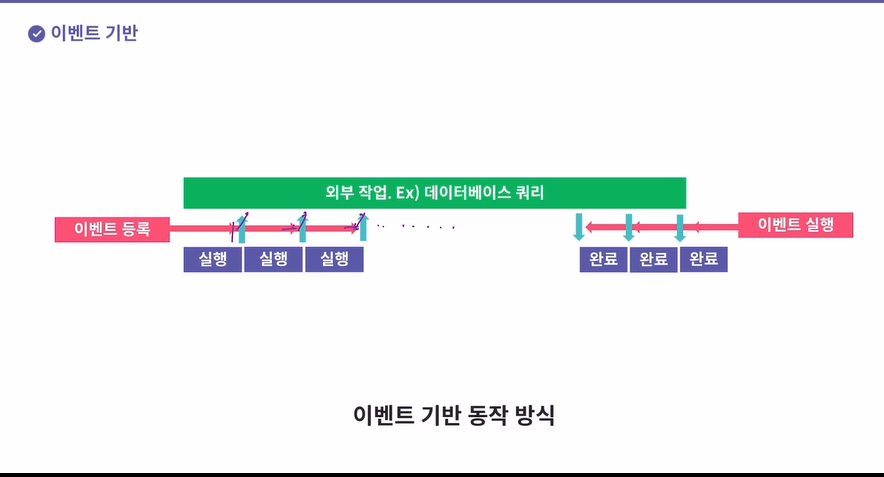 이벤트 기반
외부 작업. Ex) 데이터베이스 쿼리
이벤트 등록
이벤트 실행
실행 실행 실행 완료 완료 완료
이벤트 기반 동작 방식